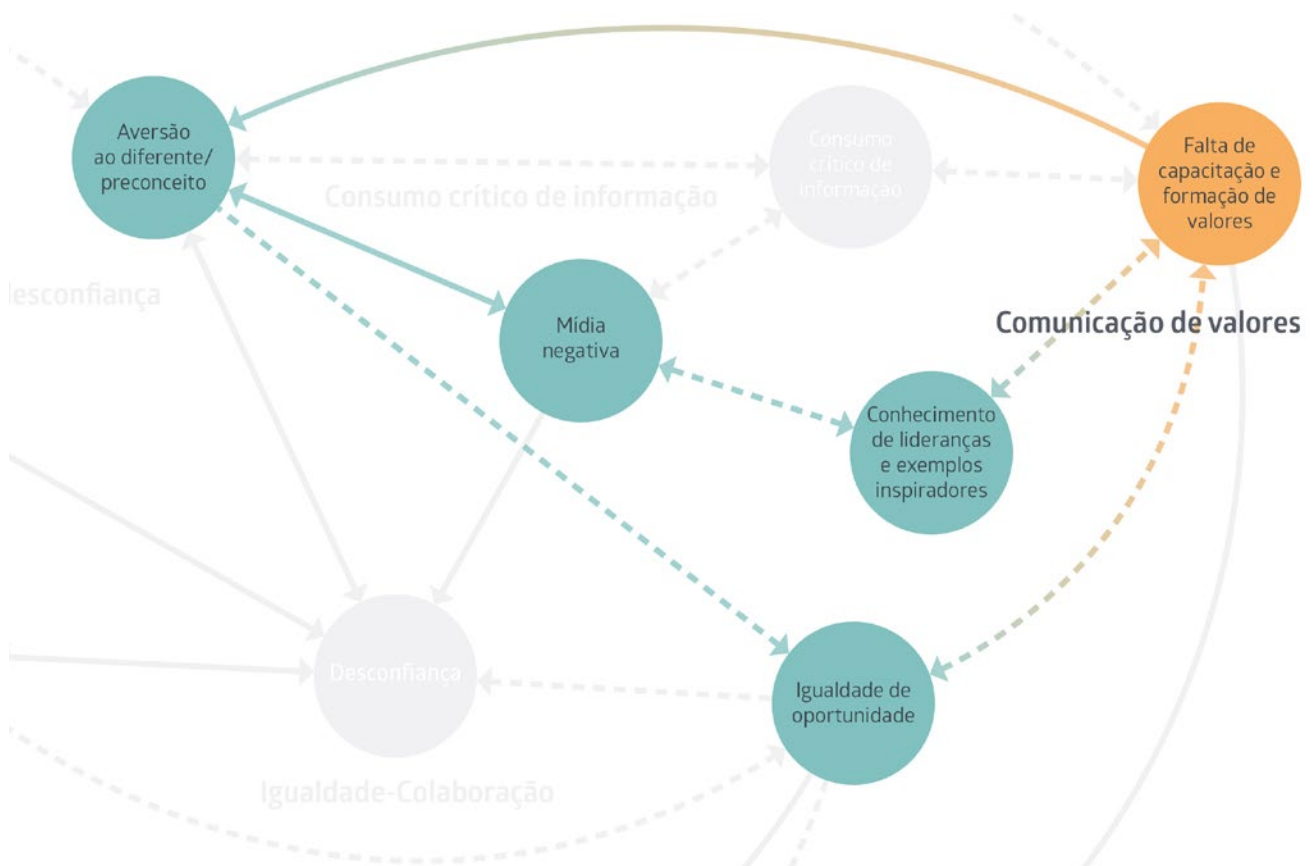 Aversão
ao diferente/
preconceito
Consumo
crítico de
informação
Falta de
capacitação e
formação de
valores
Consumo crítico de informação
esconfiança
Mídia
negativa
Comunicação de valores
Conhecimento
de lideranças
e exemplos
inspiradores
Desconfiança
Igualdade de
oportunidade
Igualdade-Colaboração